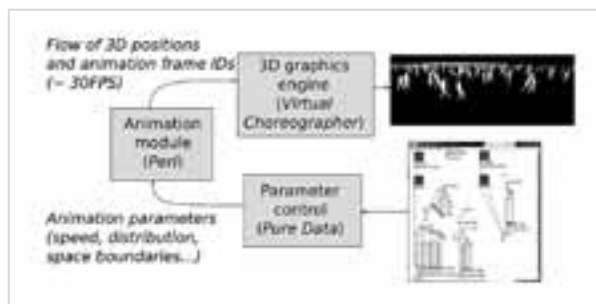 Flow of 3D positions
and animation frame IDs
(~ 30FPS)
3D graphics
engine
(Virtual
Choreographer)
Animation
module
(Perl)
Parameter
control
(Pure Data)
Animation parameters
(speed, distribution,
space boundaries...)